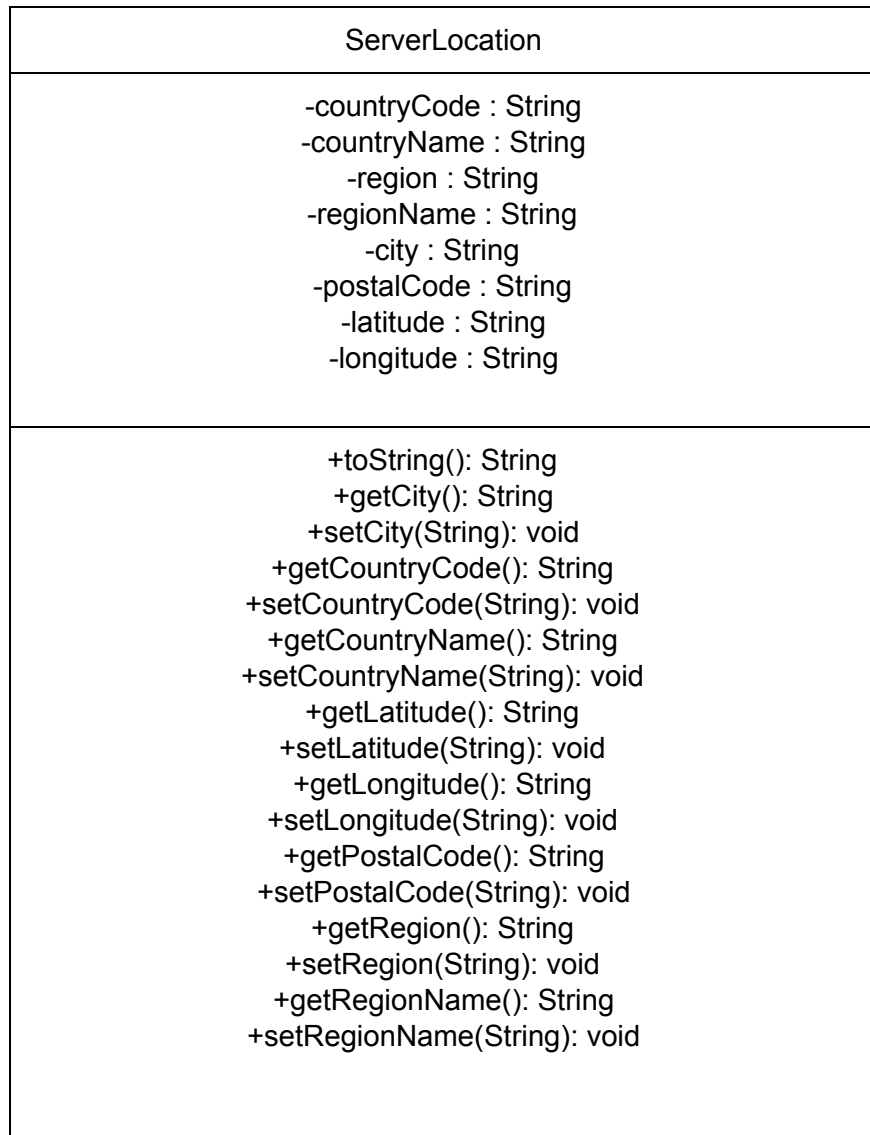 ServerLocation
-countryCode : String
-countryName : String
-region : String
-regionName : String
-city : String
-postalCode : String
-latitude : String
-longitude : String
+toString(): String
+getCity(): String
+setCity(String): void
+getCountryCode(): String
+setCountryCode(String): void
+getCountryName(): String
+setCountryName(String): void
+getLatitude(): String
+setLatitude(String): void
+getLongitude(): String
+setLongitude(String): void
+getPostalCode(): String
+setPostalCode(String): void
+getRegion(): String
+setRegion(String): void
+getRegionName(): String
+setRegionName(String): void